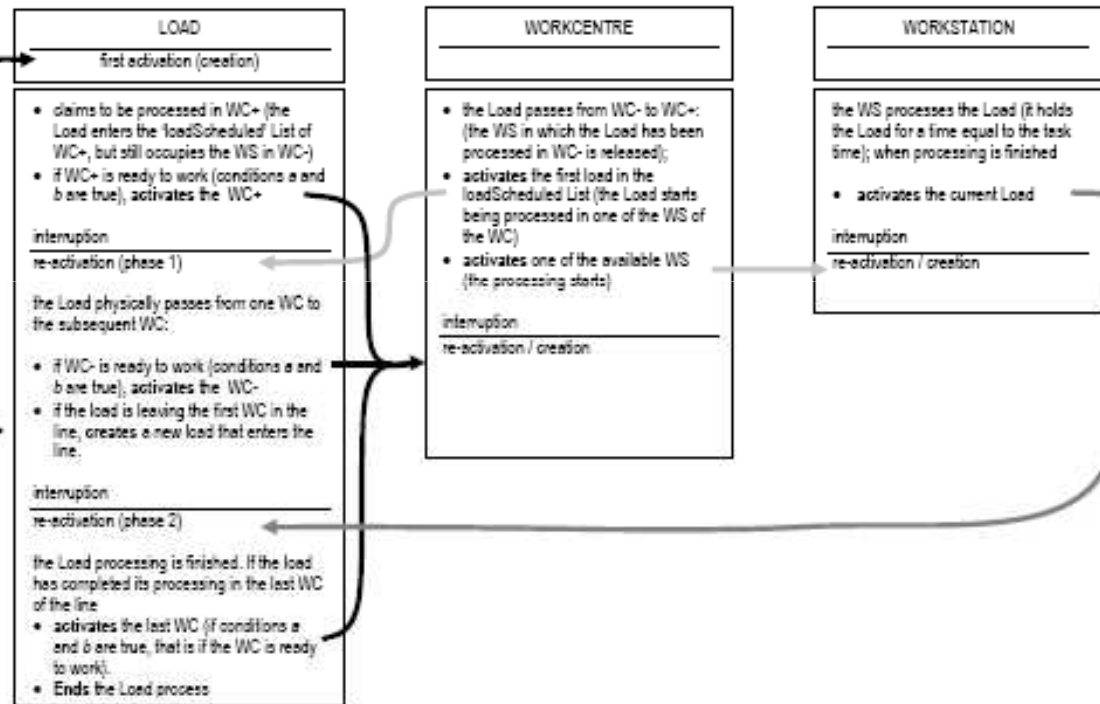 LOAD
first activation (creation)
• claims to be processed in WC+ (the
Load enters the 'loadScheduled' List of
WC+, but still occupies the WS in WC-)
• if WC+ is ready to work (conditions a and
b are true), activates the WC+
interruption
re-activation (phase 1)
the Load physically passes from one WC to
the subsequent WC:
• if WC- is ready to work (conditions a and
b are true), activates the WC-
• if the load is leaving the first WC in the
line, creates a new load that enters the
line.
interruption
re-activation (phase 2)
the Load processing is finished. If the load
has completed its processing in the last WC
of the line
• activates the last WC (if conditions a
and b are true, that is if the WC is ready
to work).
• Ends the Load process
WORKCENTRE
• the Load passes from WC- to WC+:
(the WS in which the Load has been
processed in WC- is released);
• activates the first load in the
loadScheduled List (the Load starts
being processed in one of the WS of
the WC)
• activates one of the available WS
(the processing starts)
interruption
re-activation / creation
WORKSTATION
the WS processes the Load (it holds
the Load for a time equal to the task
time); when processing is finished
• activates the current Load
interruption
re-activation / creation